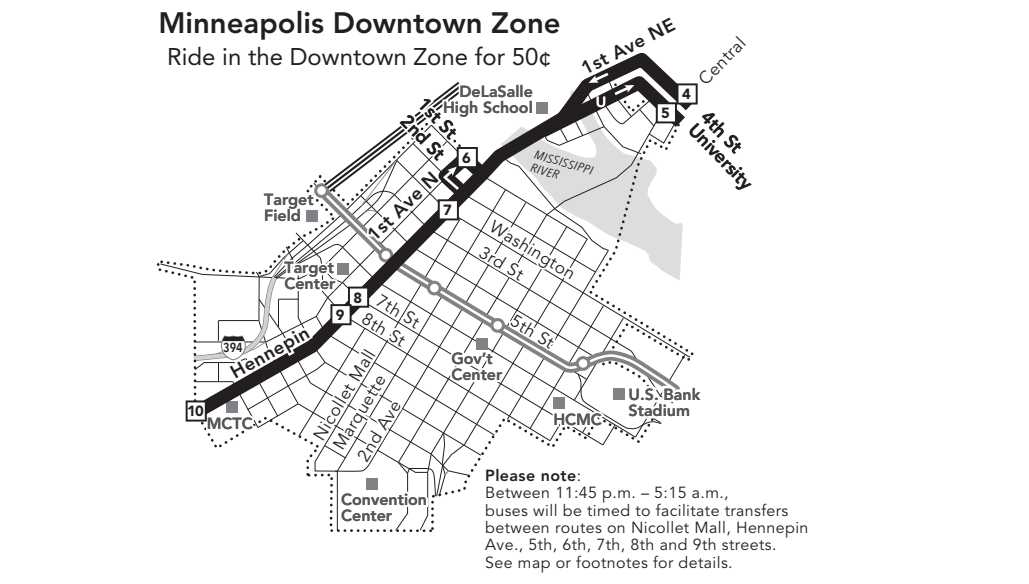 Minneapolis Downtown Zone
Ride in the Downtown Zone for 50¢
1st Ave NE
Central
4
U
5
4th St
University
DeLaSalle
High School
1st St
2nd St
6
MISSISSIPPI
RIVER
1st Ave N
7
Target
Field
Washington
3rd St
Target
Center
8
9
7th St
8th St
5th St
394
Hennepin
Gov't
Center
Nicollet Mall
Marquette
2nd Ave
U.S. Bank
Stadium
10
MCTC
HCMC
Convention
Center
Please note:
Between 11:45 p.m. – 5:15 a.m.,
buses will be timed to facilitate transfers
between routes on Nicollet Mall, Hennepin
Ave., 5th, 6th, 7th, 8th and 9th streets.
See map or footnotes for details.